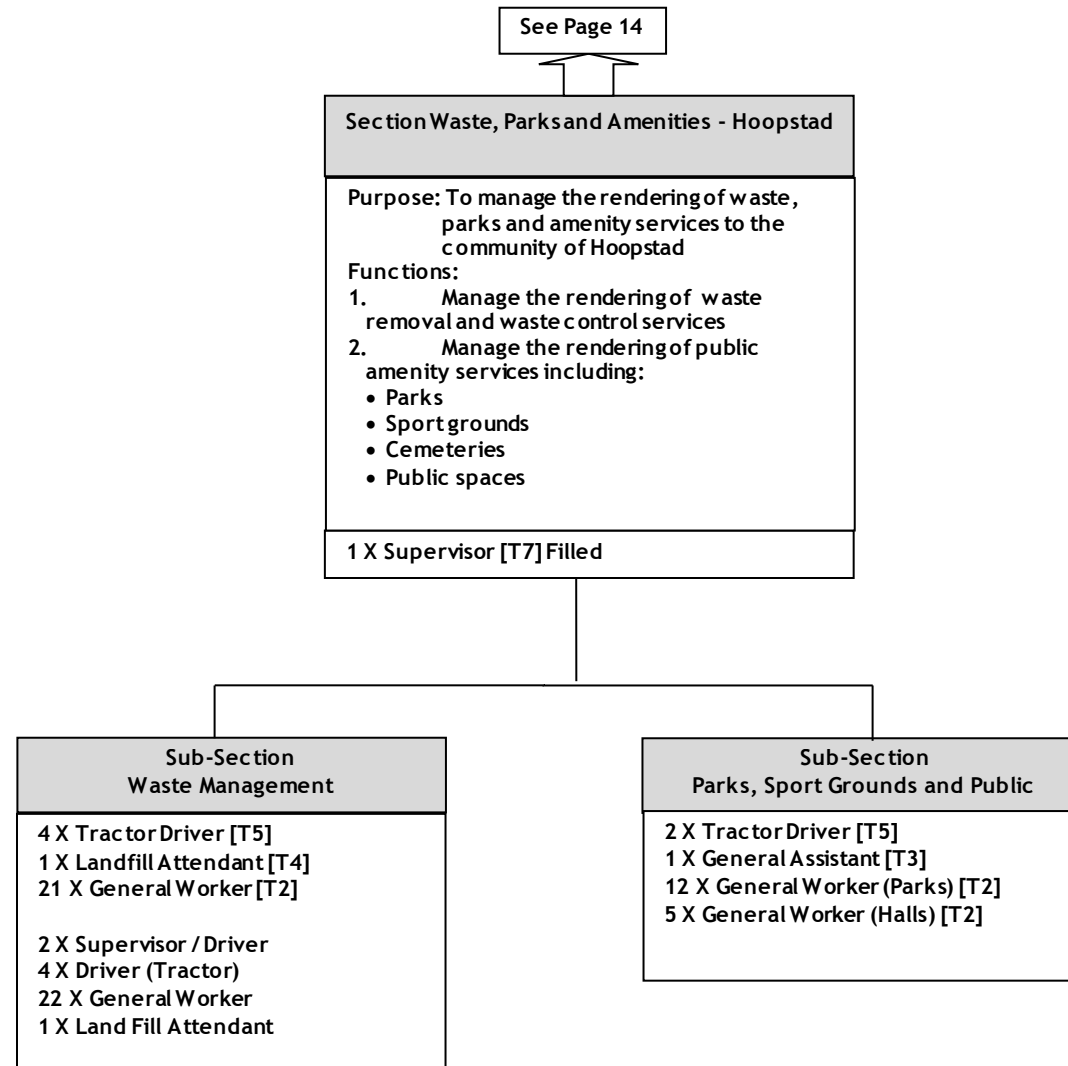 See Page 14
Section Waste, Parks and Amenities - Hoopstad
Purpose: To manage the rendering of waste,
parks and amenity services to the
community of Hoopstad
Functions:
1. Manage the rendering of waste
removal and waste control services
2. Manage the rendering of public
amenity services including:
• Parks
• Sport grounds
• Cemeteries
• Public spaces
1 X Supervisor [T7] Filled
Sub-Section
Waste Management
4 X Tractor Driver [T5]
1 X Landfill Attendant [T4]
21 X General Worker [T2]
2 X Supervisor / Driver
4 X Driver (Tractor)
22 X General Worker
1 X Land Fill Attendant
Sub-Section
Parks, Sport Grounds and Public
2 X Tractor Driver [T5]
1 X General Assistant [T3]
12 X General Worker (Parks) [T2]
5 X General Worker (Halls) [T2]